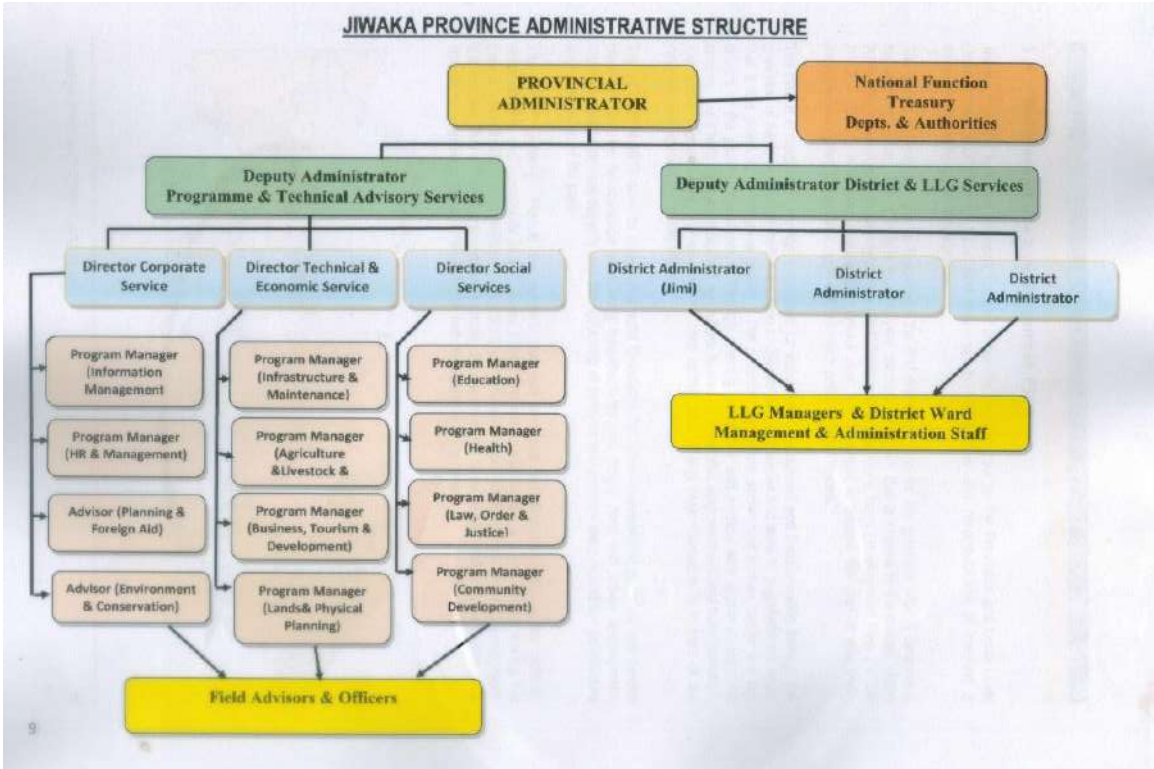 JIWAKA PROVINCE ADMINISTRATIVE STRUCTURE
PROVINCIAL
ADMINISTRATOR
National Function
Treasury
Depts. & Authorities
Deputy Administrator
Programme & Technical Advisory Services
Deputy Administrator District & LLG Services
Director Corporate
Service
Director Technical &
Economic Service
Director Social
Services
District Administrator
(Jimi)
District
Administrator
District
Administrator
Program Manager
(Information
Management
Program Manager
(HR & Management)
Advisor (Planning &
Foreign Aid)
Advisor (Environment
& Conservation)
Program Manager
(Infrastructure &
Maintenance)
Program Manager
(Agriculture
&Livestock &
Program Manager
(Business, Tourism &
Development)
Program Manager
(Lands& Physical
Planning)
Program Manager
(Education)
Program Manager
(Health)
Program Manager
(Law, Order &
Justice)
Program Manager
(Community
Development)
LLG Managers & District Ward
Management & Administration Staff
Field Advisors & Officers
9